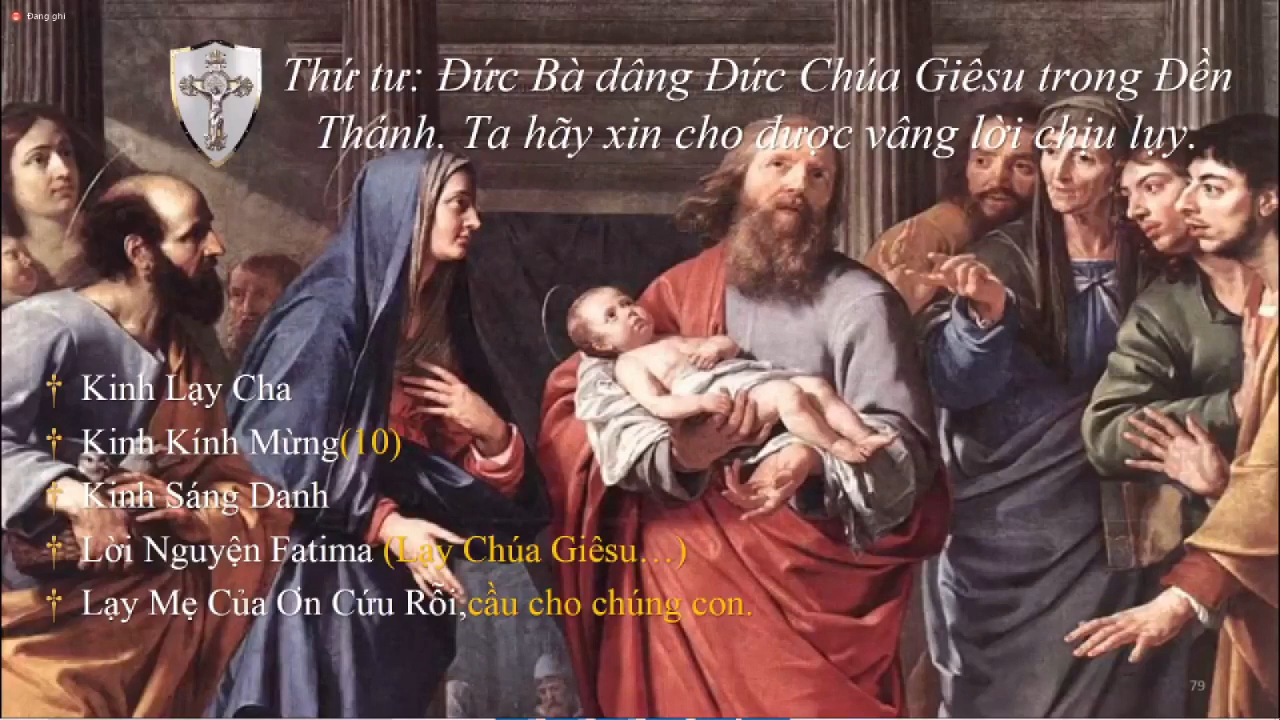 Đang ghi
Thứ tư: Đức Bà dâng Đức Chúa Giêsu trong Đền
Thánh. Ta hãy xin cho được vâng lời chịu lụy.
† Kinh Lạy Cha
† Kinh Kính Mừng(10)
† Kinh Sáng Danh
† Lời Nguyện Fatima (Lạy Chúa Giêsu…)
† Lạy Mẹ Của Ơn Cứu Rỗi,cầu cho chúng con.
79